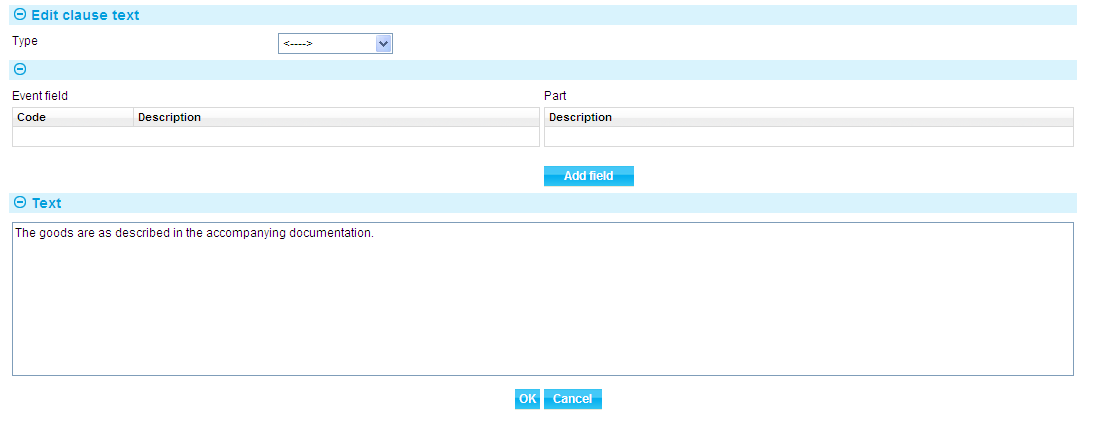 Edit clause text
Type <---->
Event field Part
Code Description Description
Add field
Text
The goods are as described in the accompanying documentation.
OK Cancel